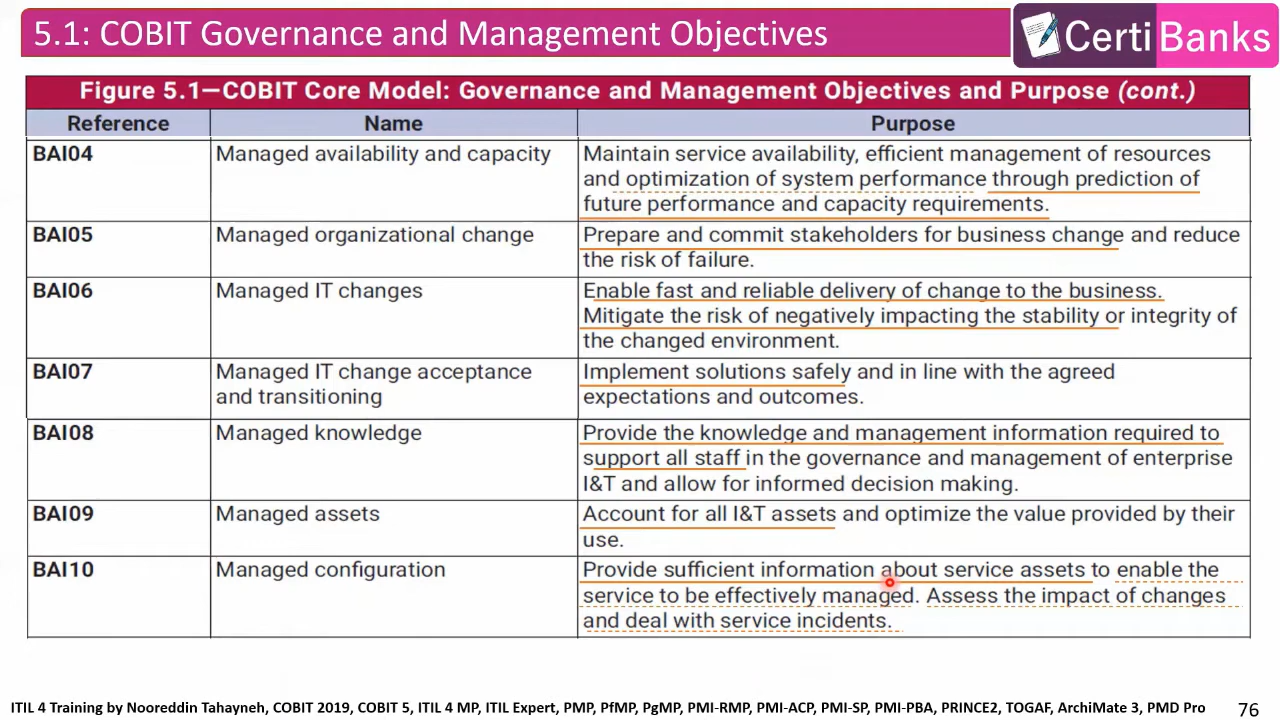 5.1: COBIT Governance and Management Objectives
CertiBanks
Figure 5.1—COBIT Core Model: Governance and Management Objectives and Purpose (cont.)
Reference Name Purpose
BAI04 Managed availability and capacity Maintain service availability, efficient management of resources
and optimization of system performance through prediction of
future performance and capacity requirements.
BAI05 Managed organizational change Prepare and commit stakeholders for business change and reduce
the risk of failure.
BAI06 Managed IT changes Enable fast and reliable delivery of change to the business.
Mitigate the risk of negatively impacting the stability or integrity of
the changed environment.
BAI07 Managed IT change acceptance Implement solutions safely and in line with the agreed
and transitioning expectations and outcomes.
BAI08 Managed knowledge Provide the knowledge and management information required to
support all staff in the governance and management of enterprise
I&T and allow for informed decision making.
BAI09 Managed assets Account for all I&T assets and optimize the value provided by their
use.
BAI10 Managed configuration Provide sufficient information about service assets to enable the
service to be effectively managed. Assess the impact of changes
and deal with service incidents.
ITIL 4 Training by Nooreddin Tahayneh, COBIT 2019, COBIT 5, ITIL 4 MP, ITIL Expert, PMP, PfMP, PgMP, PMI-RMP, PMI-ACP, PMI-SP, PMI-PBA, PRINCE2, TOGAF, ArchiMate 3, PMD Pro 76